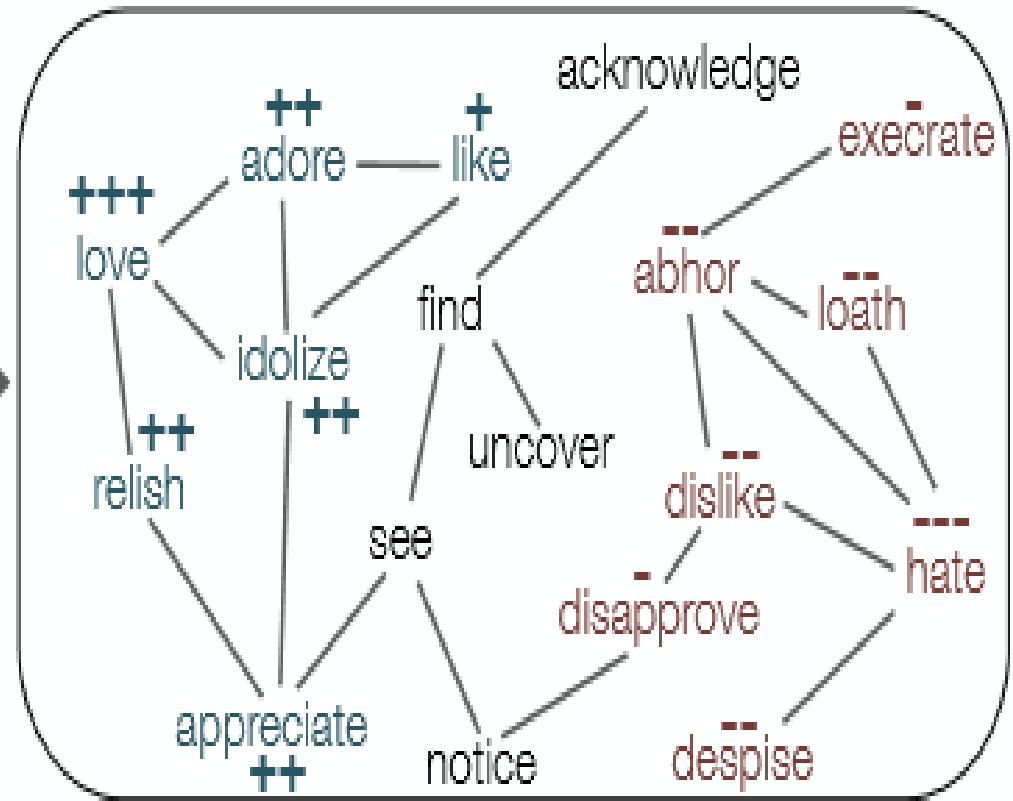 acknowledge
++
+
-
adore
like
execrate
+++
--
love
abhor
--
loath
find
idolize
++
++
uncover
--
relish
dislike
---
see
hate
-
disapprove
appreciate
--
++
notice
despise